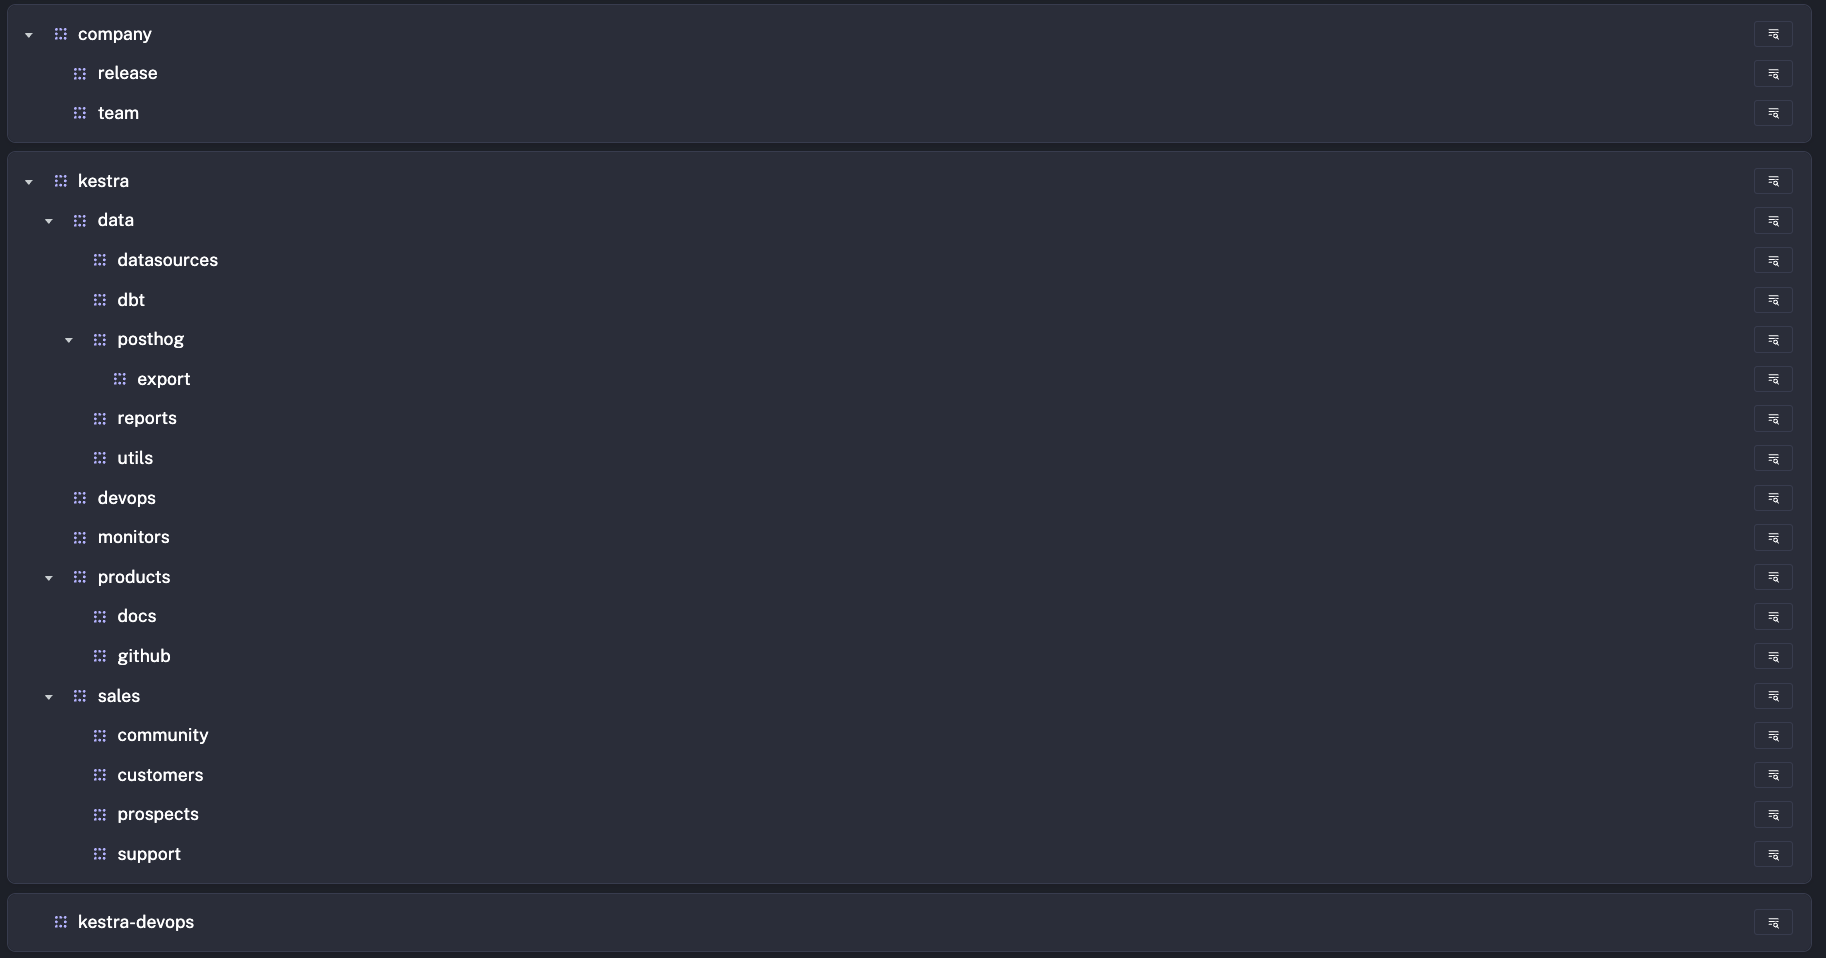 company
release
team
kestra
data
datasources
dbt
posthog
export
reports
utils
devops
monitors
products
docs
github
sales
community
customers
prospects
support
kestra-devops